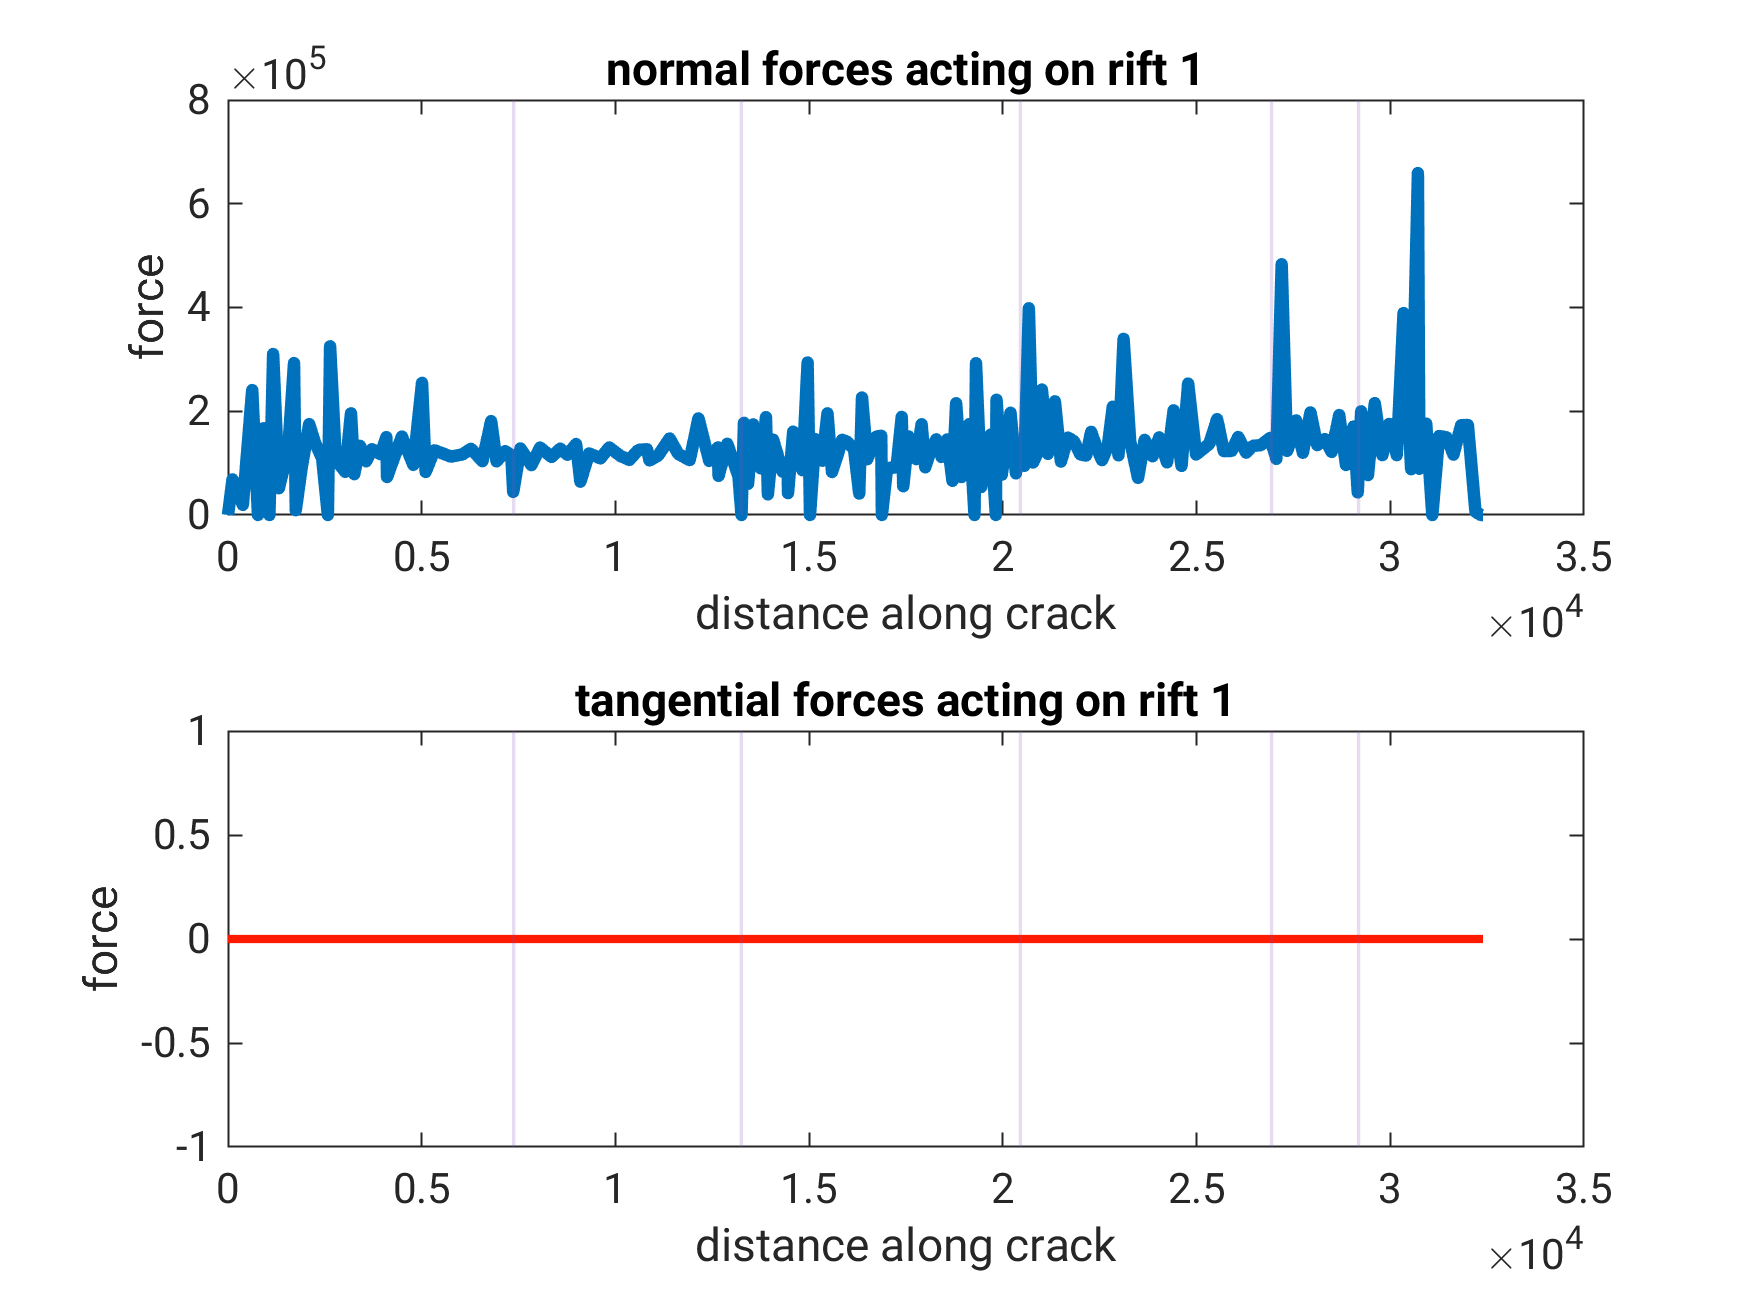 ×10^5
normal forces acting on rift 1
8
6
4
2
0
force
0 0.5 1 1.5 2 2.5 3 3.5
distance along crack
×10^4
tangential forces acting on rift 1
1
0.5
0
-0.5
-1
force
0 0.5 1 1.5 2 2.5 3 3.5
distance along crack
×10^4